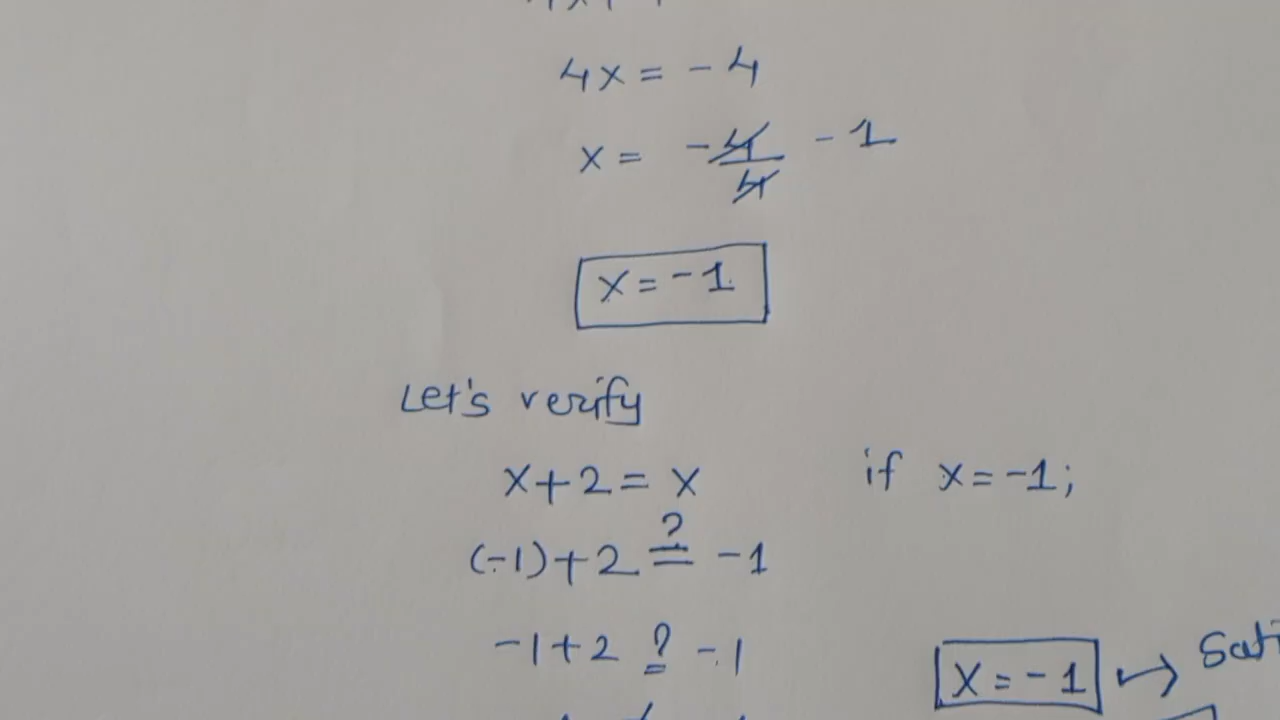 4x = -4
x = -4/4 -1
x = -1
Let's verify
x+2 = x if x = -1;
(-1)+2 ?= -1
-1+2 ?= -1
x = -1 →